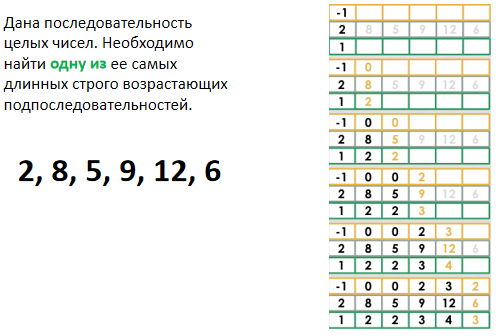 Дана последовательность
целых чисел. Необходимо
найти одну из ее самых
длинных строго возрастающих
подпоследовательностей.
2, 8, 5, 9, 12, 6
-1
2 8 5 9 12 6
1
-1 0
2 8 5 9 12 6
1 2
-1 0 0
2 8 5 9 12 6
1 2 2
-1 0 0 2
2 8 5 9 12 6
1 2 2 3
-1 0 0 2 3
2 8 5 9 12 6
1 2 2 3 4
-1 0 0 2 3 2
2 8 5 9 12 6
1 2 2 3 4 3